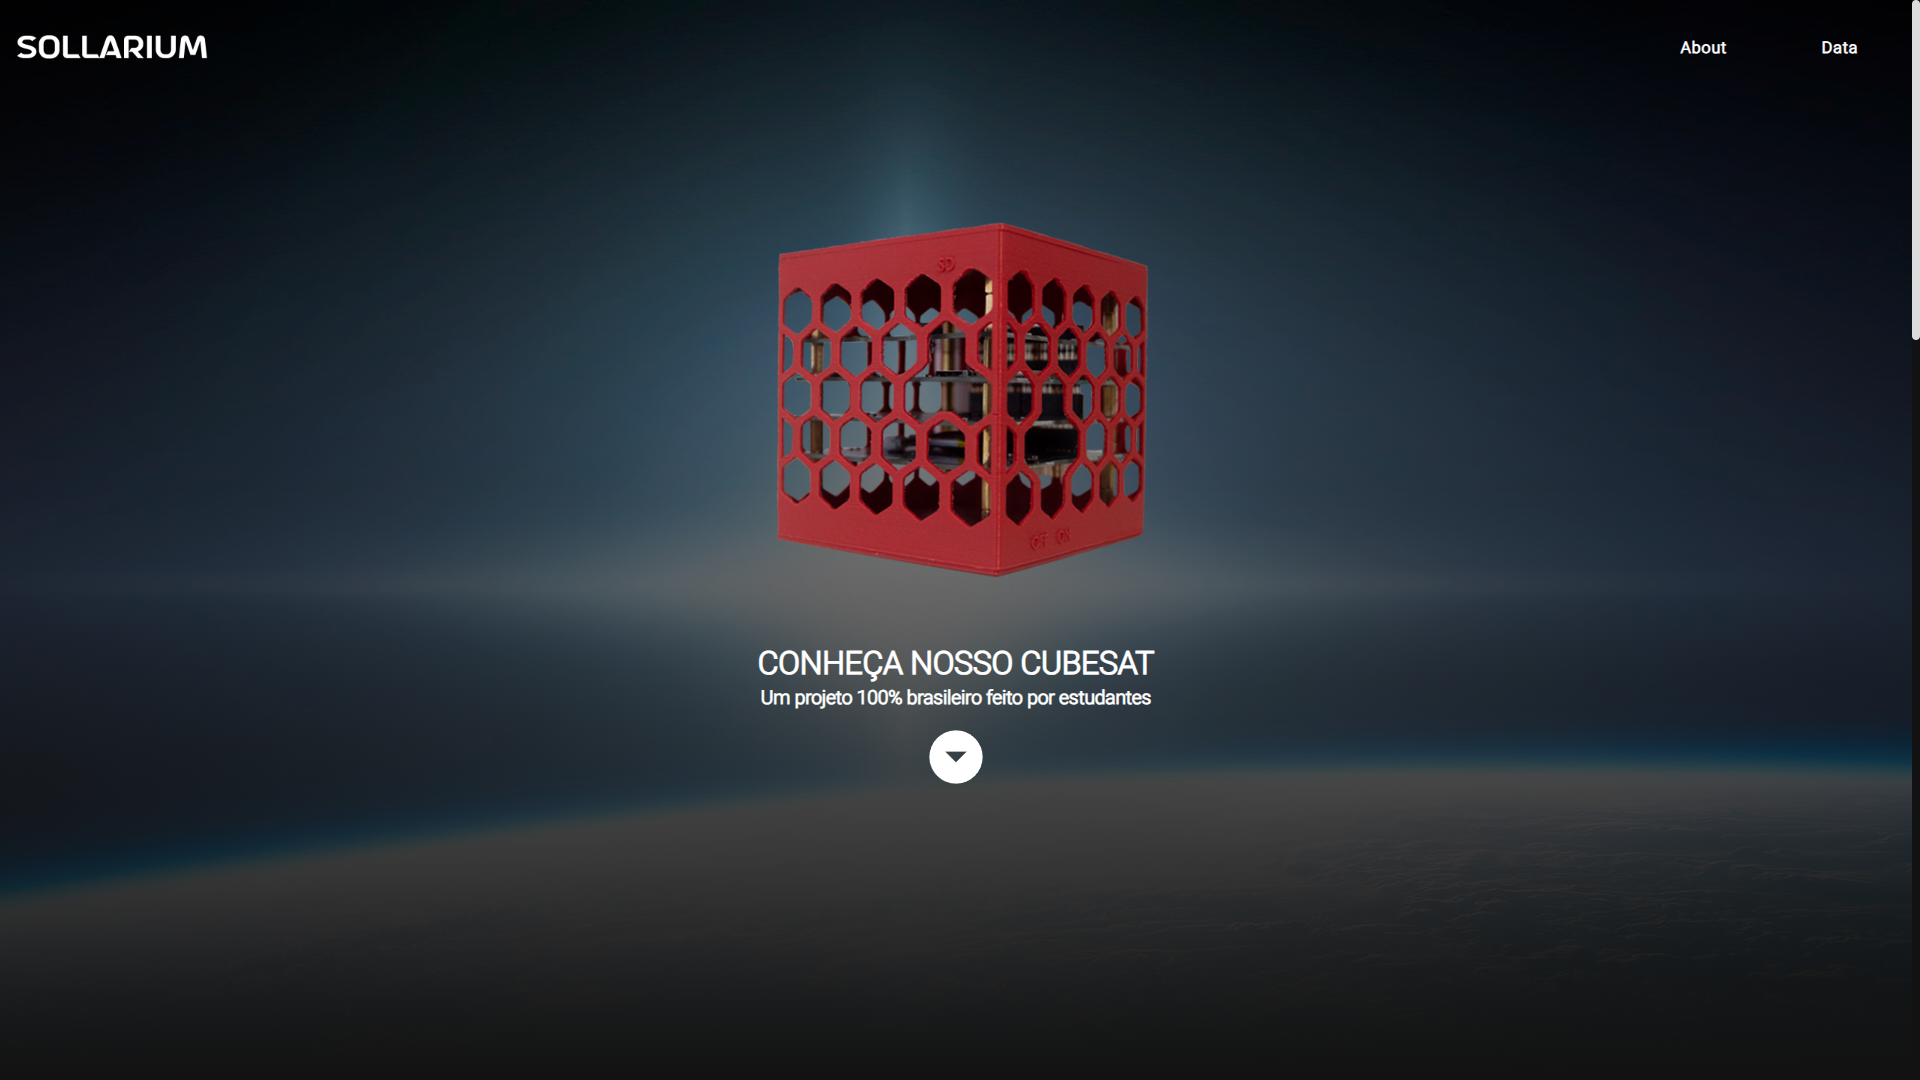 SOLLARIUM
About
Data
SD
OFF ON
CONHEÇA NOSSO CUBESAT
Um projeto 100% brasileiro feito por estudantes